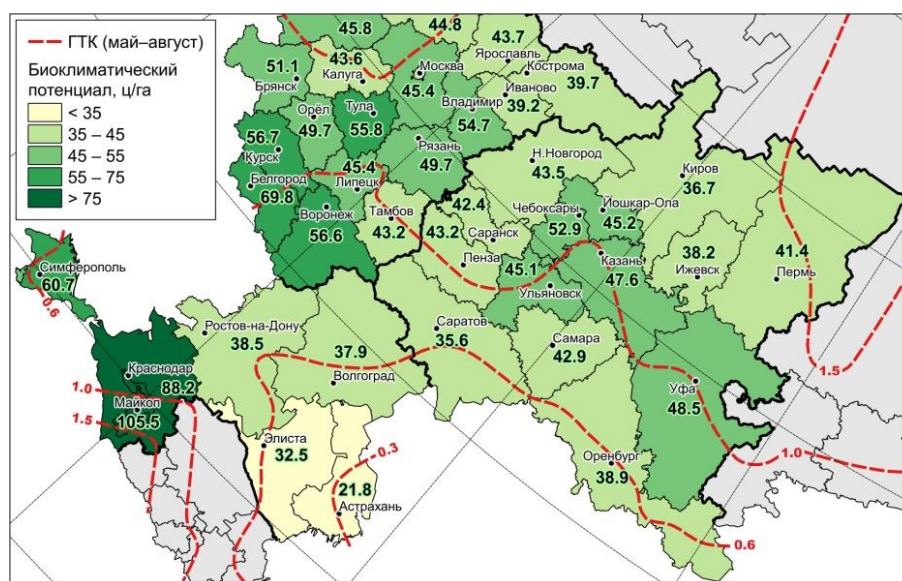 ГТК (май–август)
Биоклиматический
потенциал, ц/га
< 35
35 – 45
45 – 55
55 – 75
> 75
45.8
44.8
43.7
Ярославль
Кострома
39.7
51.1
Брянск
43.6
Калуга
Москва
45.4
Иваново
39.2
Владимир
54.7
Орёл
49.7
Тула
55.8
56.7
Курск
Рязань
49.7
Белгород
69.8
45.4
Липецк
Воронеж
56.6
Тамбов
43.2
Н.Новгород
43.5
Киров
36.7
42.4
Саранск
43.2
Пенза
Чебоксары
52.9
Йошкар-Ола
45.2
Казань
47.6
38.2
Ижевск
41.4
Пермь
45.1
Ульяновск
Симферополь
60.7
0.6
Ростов-на-Дону
38.5
37.9
Волгоград
Саратов
35.6
Самара
42.9
1.5
Краснодар
88.2
1.0
Майкоп
105.5
1.5
Уфа
48.5
Элиста
32.5
0.3
21.8
Астрахань
Оренбург
38.9
1.0
0.6